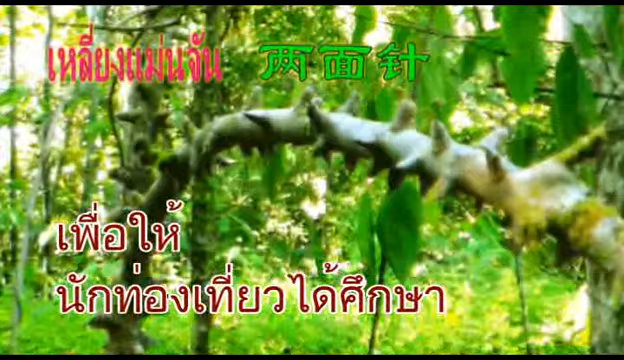 เหลี่ยงแม่นจัน 两面针
เพื่อให้
นักท่องเที่ยวได้ศึกษา